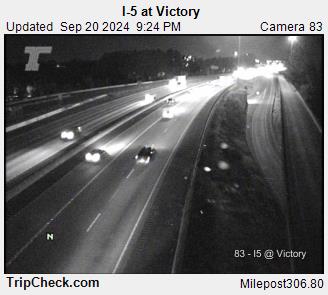 I-5 at Victory
Updated Sep 20 2024 9:24 PM Camera 83
T
N
83 - I5 @ Victory
TripCheck.com Milepost306.80